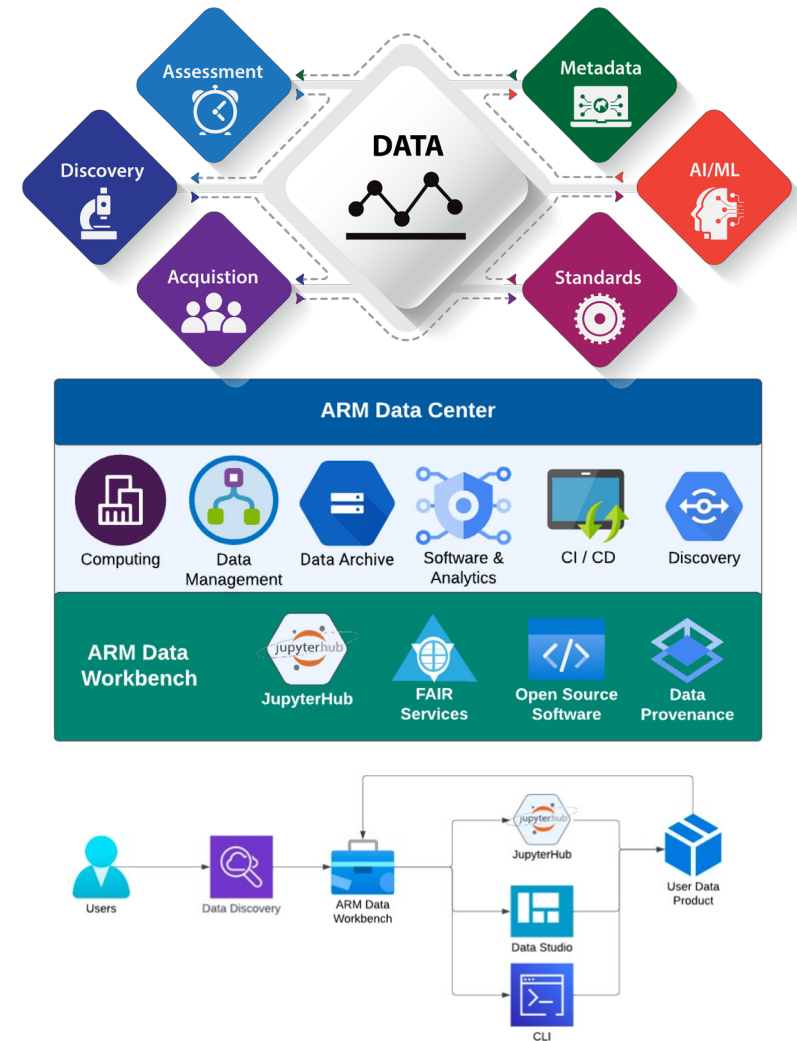 Assessment
Metadata
DATA
Discovery
AI/ML
Acquistion
Standards
ARM Data Center
Computing
Data
Management
Data Archive
Software &
Analytics
CI / CD
Discovery
ARM Data
Workbench
jupyterhub
JupyterHub
FAIR
Services
</>
Open Source
Software
Data
Provenance
Users
Data Discovery
ARM Data
Workbench
jupyterhub
JupyterHub
Data Studio
>_
CLI
User Data
Product